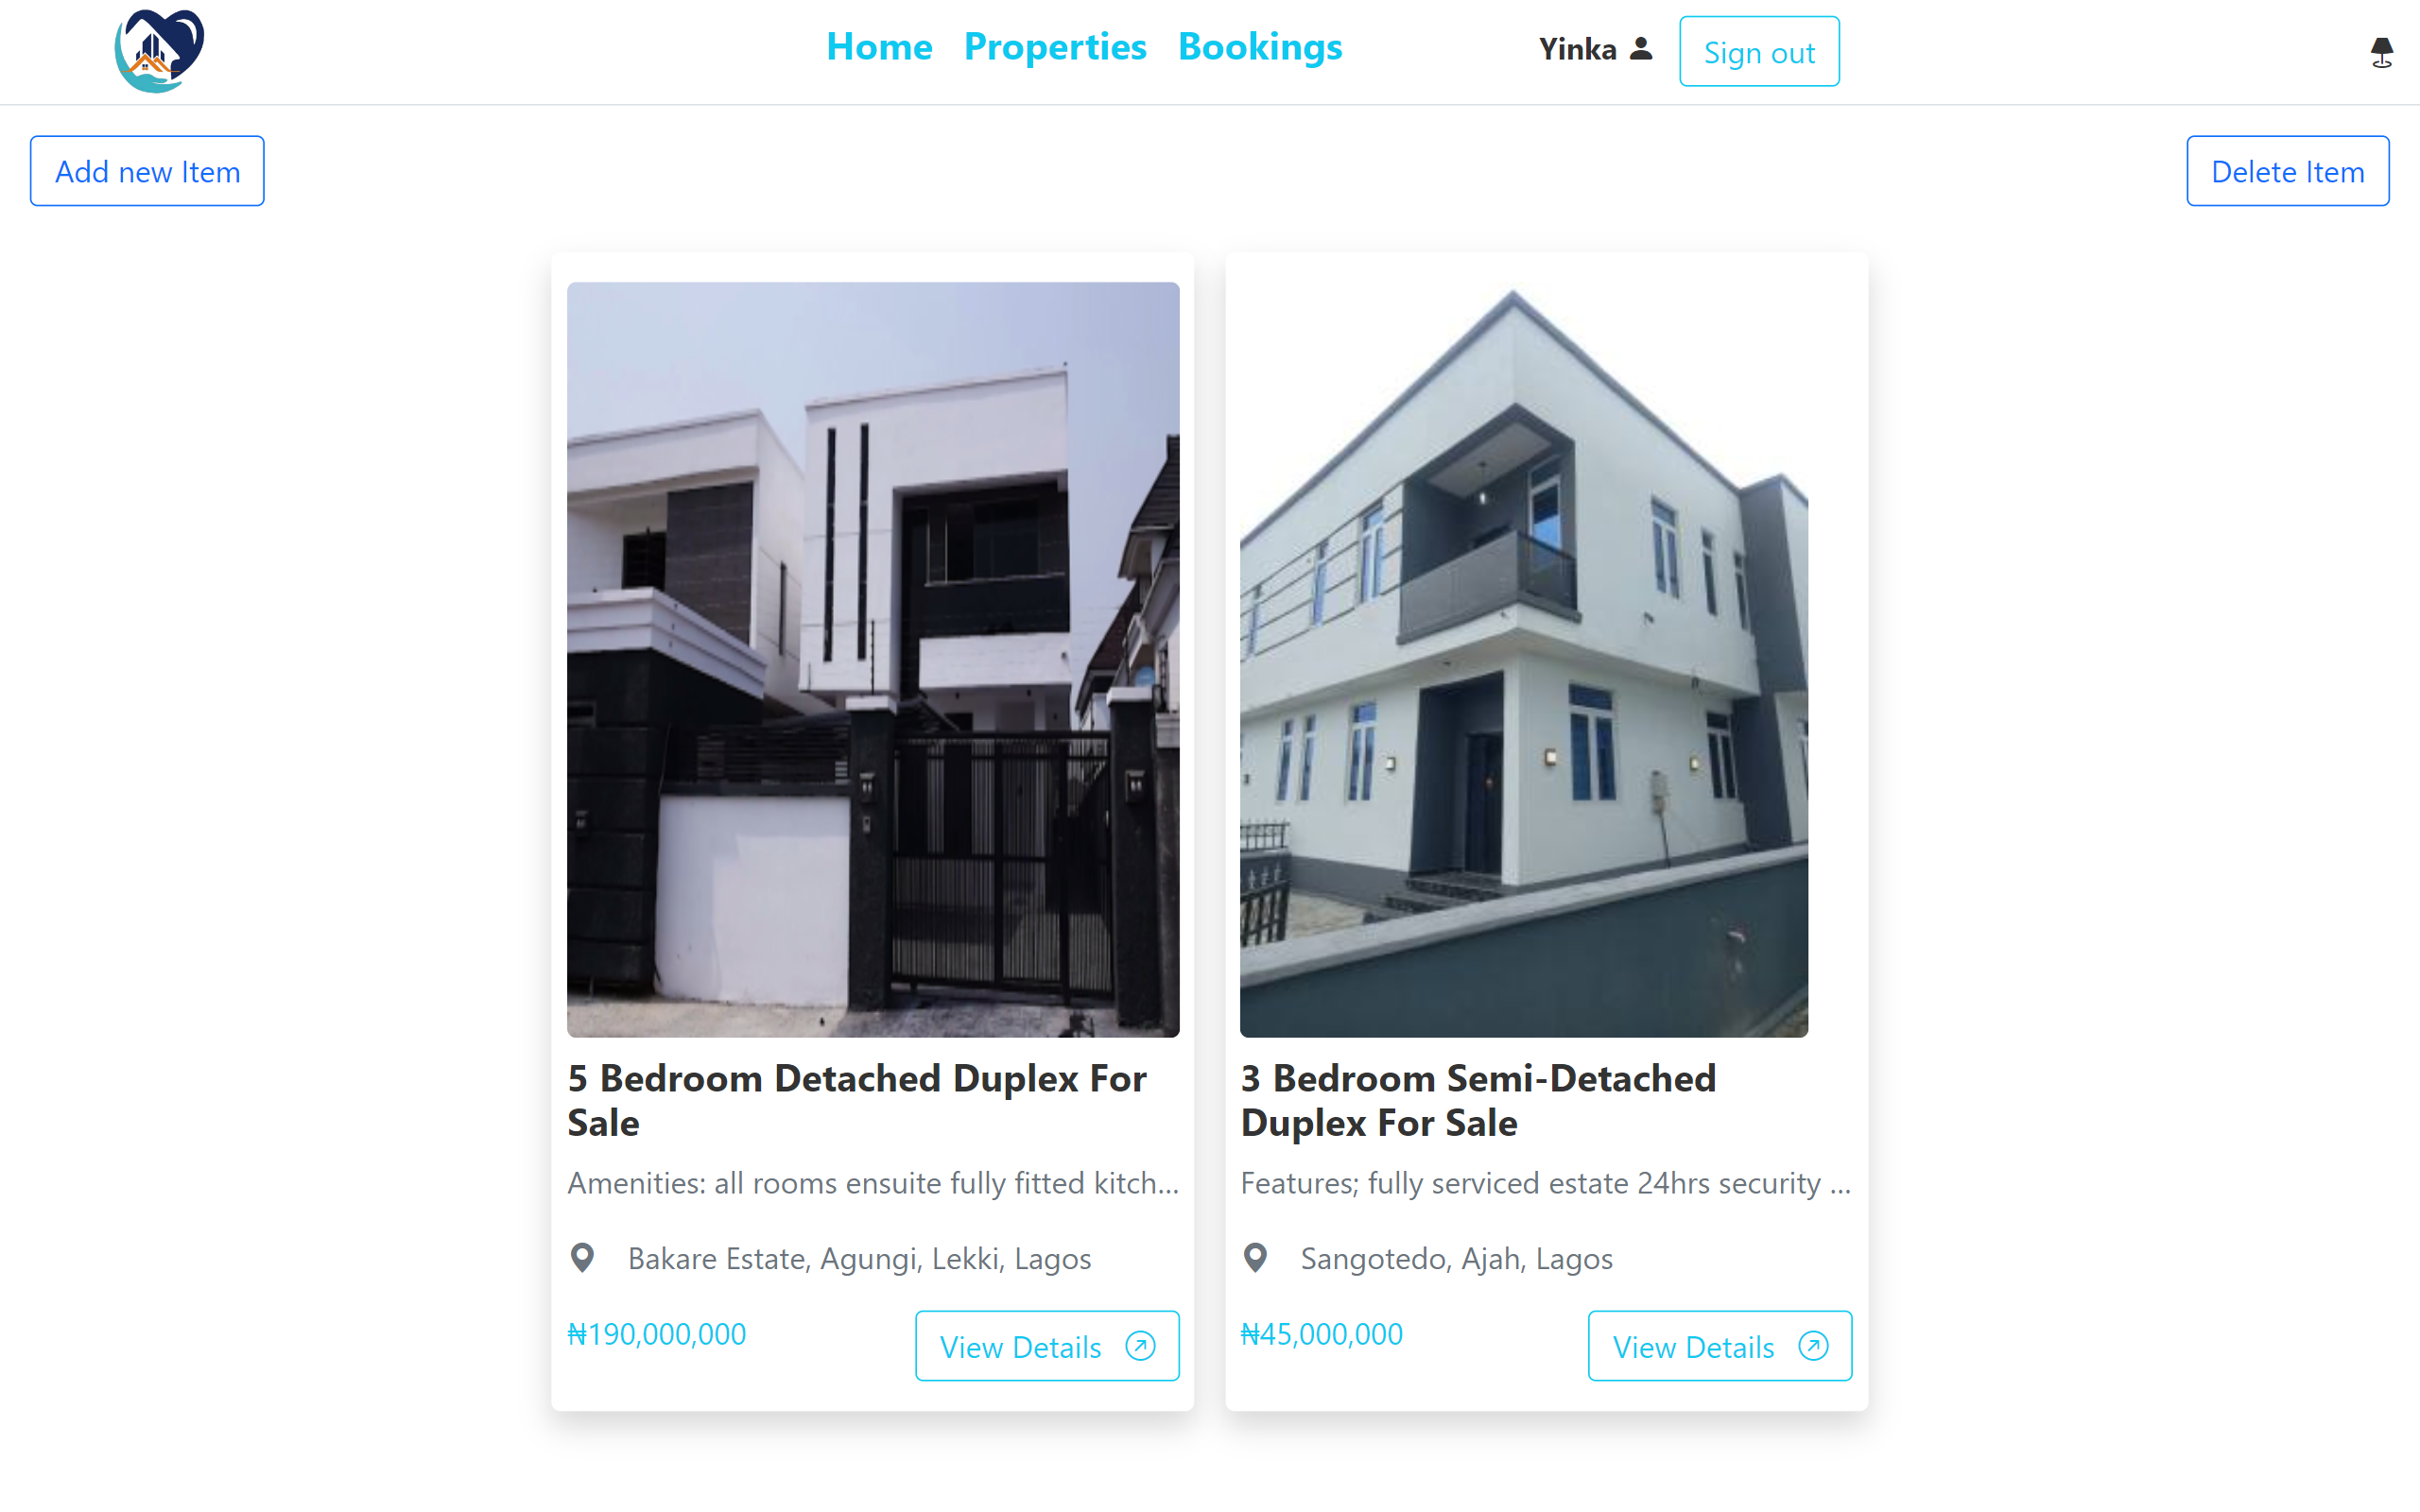 Home Properties Bookings Yinka Sign out
Add new Item Delete Item
5 Bedroom Detached Duplex For
Sale
Amenities: all rooms ensuite fully fitted kitch...
Bakare Estate, Agungi, Lekki, Lagos
₦190,000,000 View Details
3 Bedroom Semi-Detached
Duplex For Sale
Features; fully serviced estate 24hrs security ...
Sangotedo, Ajah, Lagos
₦45,000,000 View Details